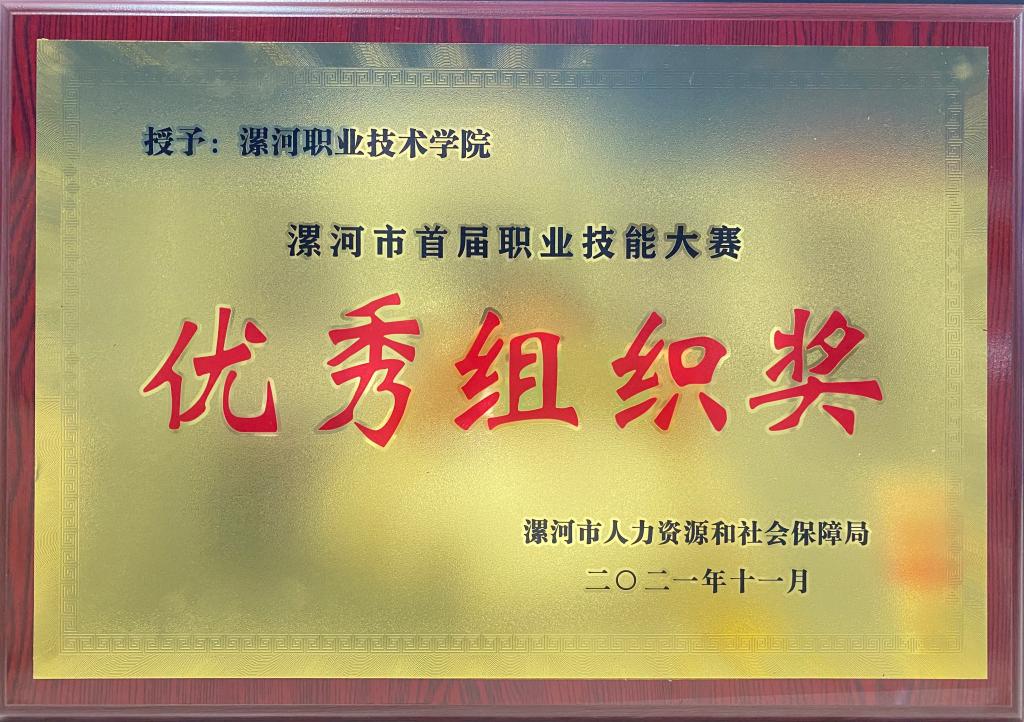 授予：漯河职业技术学院
漯河市首届职业技能大赛
优秀组织奖
漯河市人力资源和社会保障局
二〇二一年十一月